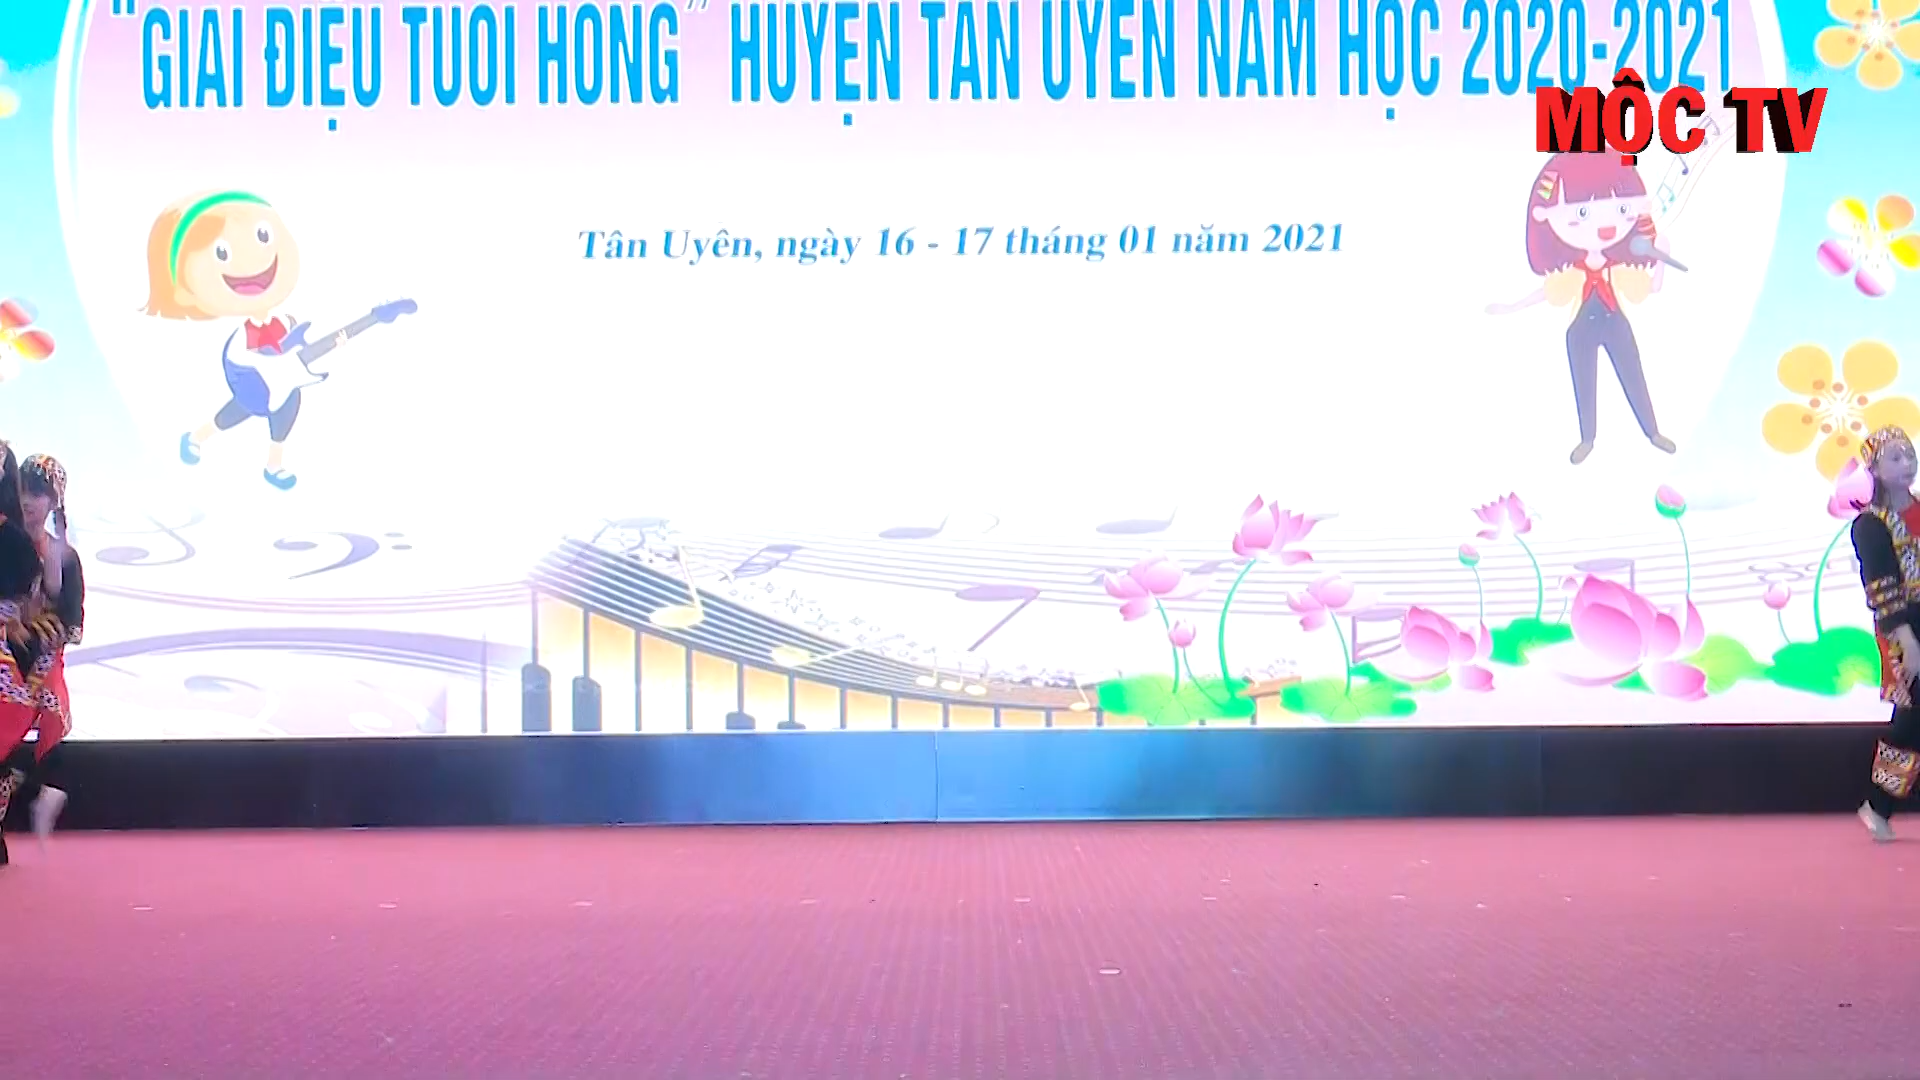 "GIAI ĐIỆU TUỔI HỒNG" HUYỆN TÂN UYÊN NĂM HỌC 2020-2021
MỘC TV
Tân Uyên, ngày 16 - 17 tháng 01 năm 2021